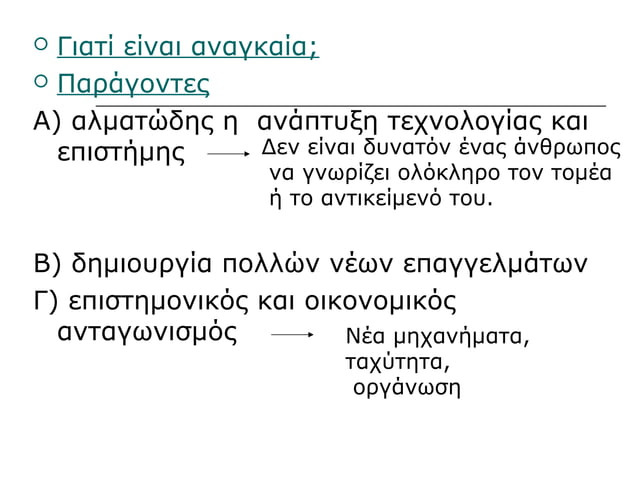 Γιατί είναι αναγκαία;
Παράγοντες
Α) αλματώδης η ανάπτυξη τεχνολογίας και
επιστήμης
Δεν είναι δυνατόν ένας άνθρωπος
να γνωρίζει ολόκληρο τον τομέα
ή το αντικείμενό του.
Β) δημιουργία πολλών νέων επαγγελμάτων
Γ) επιστημονικός και οικονομικός
ανταγωνισμός
Νέα μηχανήματα,
ταχύτητα,
οργάνωση